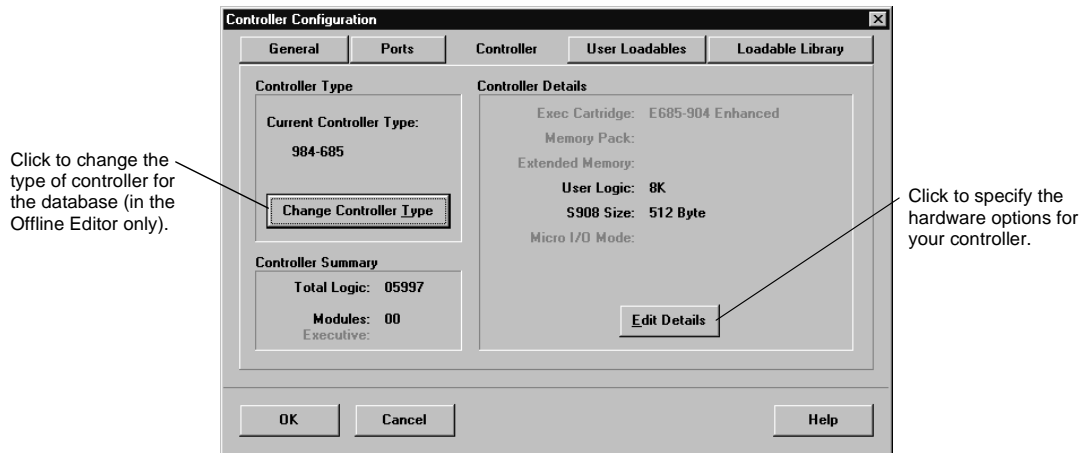 Controller Configuration
General
Ports
Controller
User Loadables
Loadable Library
Controller Type
Current Controller Type:
984-685
Change Controller Type
Controller Summary
Total Logic: 05997
Modules: 00
Executive:
Controller Details
Exec Cartridge: E685-904 Enhanced
Memory Pack:
Extended Memory:
User Logic: 8K
S908 Size: 512 Byte
Micro I/O Mode:
Edit Details
OK
Cancel
Help
Click to change the
type of controller for
the database (in the
Offline Editor only).
Click to specify the
hardware options for
your controller.